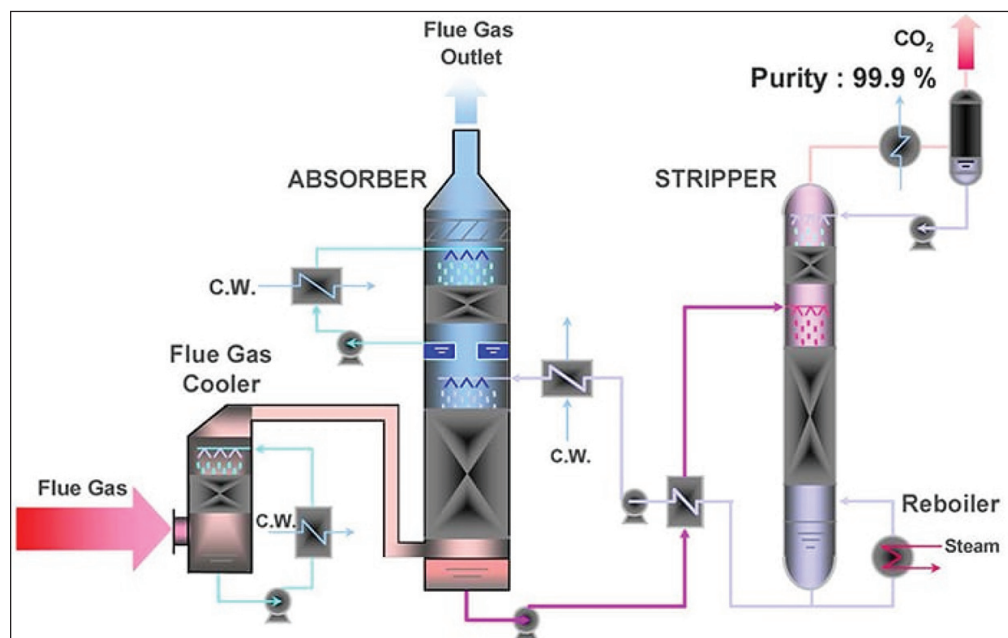 Flue Gas
Outlet
CO₂
Purity : 99.9 %
ABSORBER
STRIPPER
C.W.
Flue Gas
Cooler
C.W.
Flue Gas
C.W.
Reboiler
Steam